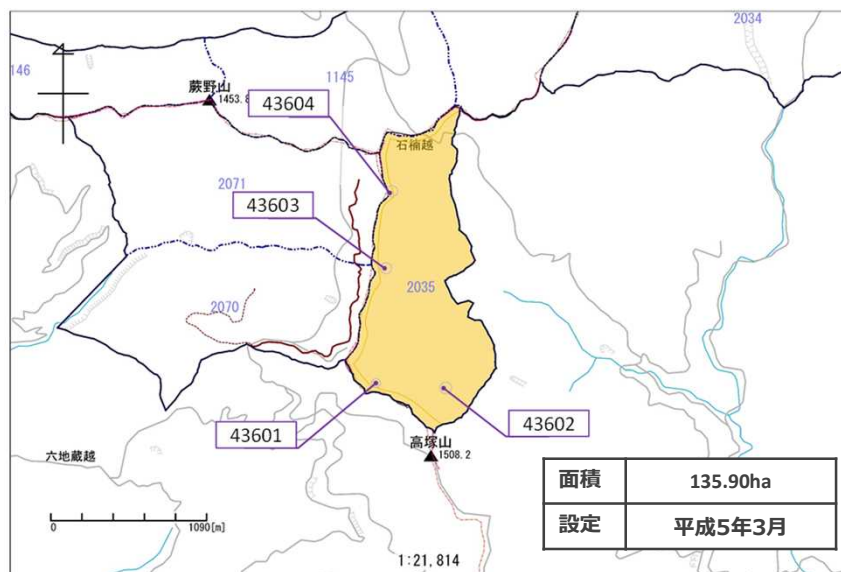 2034
146
蕨野山
1453.8
1145
43604
石楠越
2071
43603
2035
2070
43601
43602
高塚山
1508.2
六地蔵越
0 1090[m]
1:21,814
面積 135.90ha
設定 平成5年3月